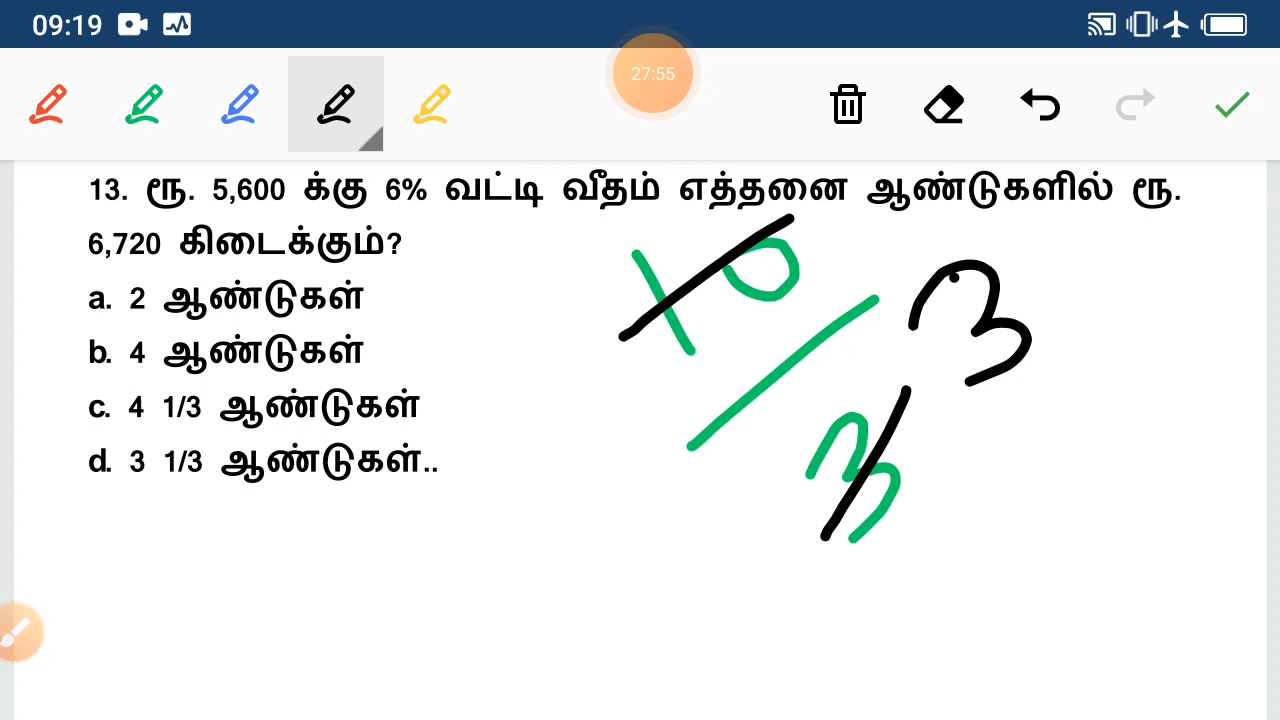 09:19
27:55
13. ரூ. 5,600 க்கு 6% வட்டி வீதம் எத்தனை ஆண்டுகளில் ரூ.
6,720 கிடைக்கும்?
a. 2 ஆண்டுகள்
b. 4 ஆண்டுகள்
c. 4 1/3 ஆண்டுகள்
d. 3 1/3 ஆண்டுகள்..
10
3
3